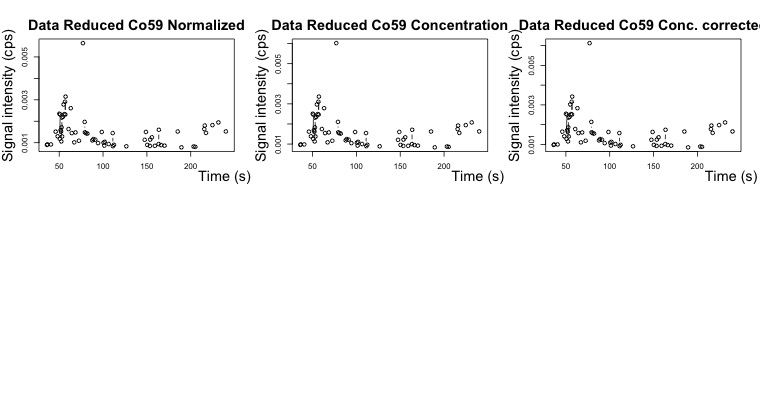 Data Reduced Co59 Normalized
Signal intensity (cps)
0.005
0.003
0.001
50
100
150
200
Time (s)
Data Reduced Co59 Concentration
Signal intensity (cps)
0.005
0.003
0.001
50
100
150
200
Time (s)
Data Reduced Co59 Conc. correcte
Signal intensity (cps)
0.005
0.003
0.001
50
100
150
200
Time (s)